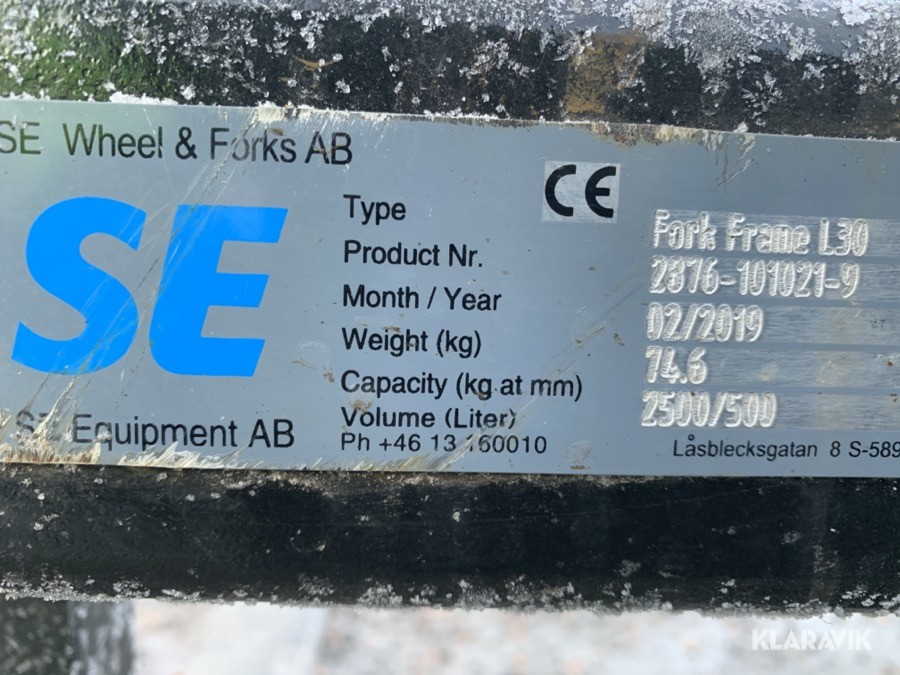 SE Wheel & Forks AB
CE
SE
Type Fork Frame L30
Product Nr. 2876-101021-9
Month / Year 02/2019
Weight (kg) 74.6
Capacity (kg at mm) 2500/500
Volume (Liter)
SE Equipment AB
Ph +46 13 160010
Låsblecksgatan 8 S-589
KLARAVIK